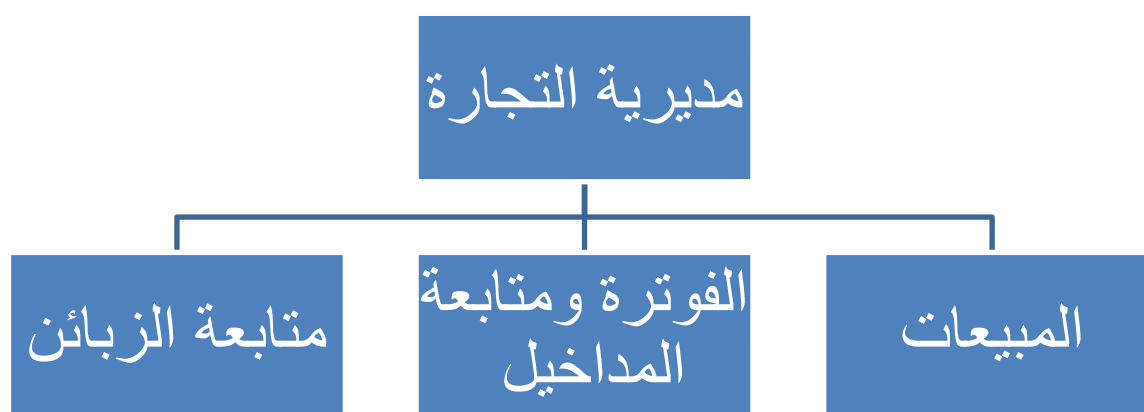 مديرية التجارة
المبيعات
الفوترة ومتابعة
المداخيل
متابعة الزبائن